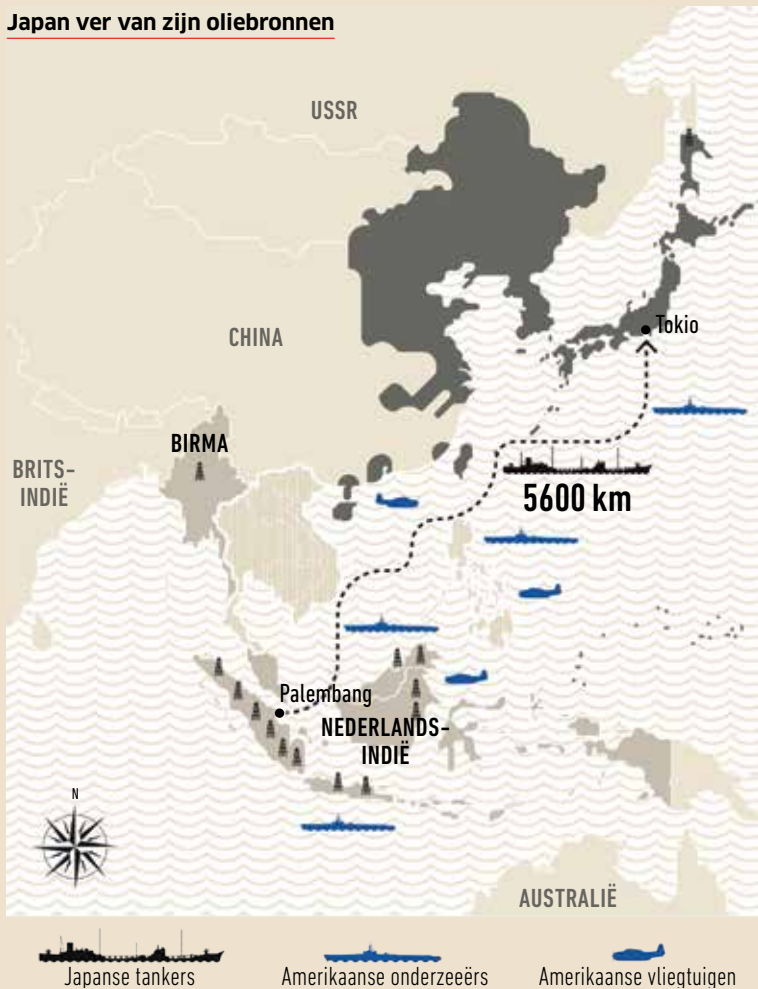 Japan ver van zijn oliebronnen
USSR
CHINA
Tokio
BIRMA
BRITS-
INDIË
5600 km
Palembang
NEDERLANDS-
INDIË
N
AUSTRALIË
Japanse tankers
Amerikaanse onderzeeërs
Amerikaanse vliegtuigen